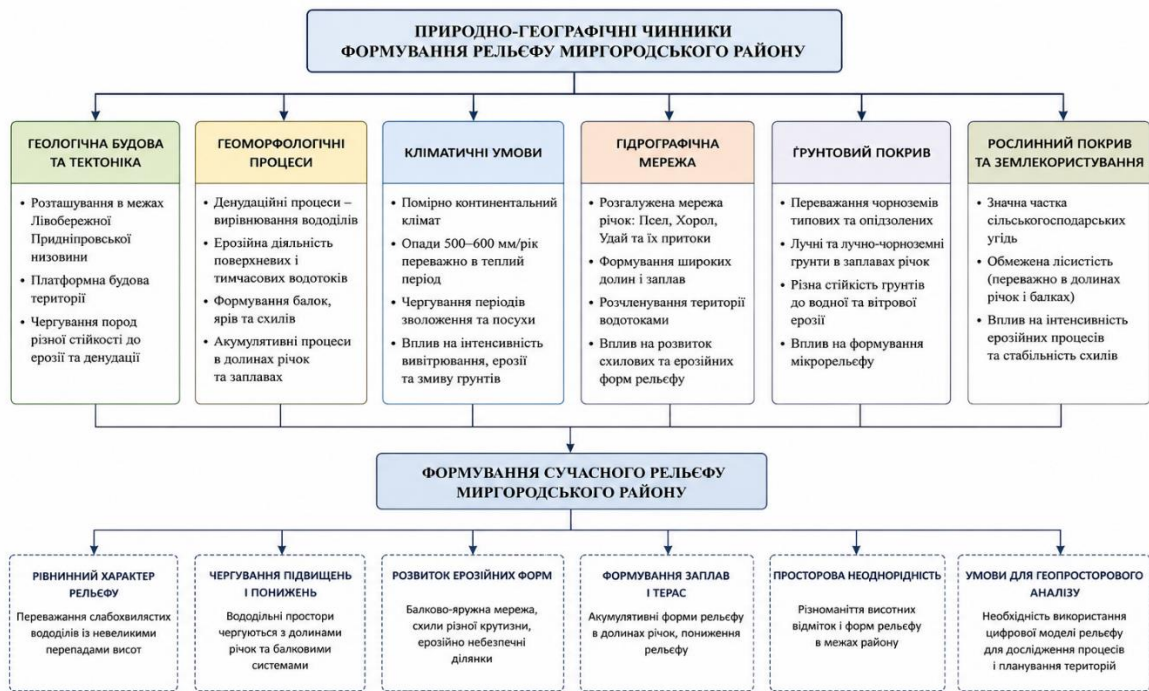 ПРИРОДНО-ГЕОГРАФІЧНІ ЧИННИКИ
ФОРМУВАННЯ РЕЛЬЄФУ МИРГОРОДСЬКОГО РАЙОНУ
ГЕОЛОГІЧНА БУДОВА
ТА ТЕКТОНІКА
• Розташування в межах
Лівобережної
Придніпровської
низовини
• Платформна будова
території
• Чергування пород
різної стійкості до
ерозії та денудації
ГЕОМОРФОЛОГІЧНІ
ПРОЦЕСИ
• Денудаційні процеси –
вирівнювання вододілів
• Ерозійна діяльність
поверхневих і
тимчасових водотоків
• Формування балок,
ярів та схилів
• Акумулятивні процеси
в долинах річок
та заплавах
КЛІМАТИЧНІ УМОВИ
• Помірно континентальний
клімат
• Опади 500–600 мм/рік
переважно в теплий
період
• Чергування періодів
зволоження та посухи
• Вплив на інтенсивність
вивітрювання, ерозії
та змиву грунтів
ГІДРОГРАФІЧНА
МЕРЕЖА
• Розгалужена мережа
річок: Псел, Хорол,
Удай та їх притоки
• Формування широких
долин і заплав
• Розчленування території
водотоками
• Вплив на розвиток
схилових та ерозійних
форм рельєфу
ҐРУНТОВИЙ ПОКРИВ
• Переважання чорноземів
типових та опідзолених
• Лучні та лучно-чорноземні
грунти в заплавах річок
• Різна стійкість грунтів
до водної та вітрової
ерозії
• Вплив на формування
мікрорельєфу
РОСЛИННИЙ ПОКРИВ
ТА ЗЕМЛЕКОРИСТУВАННЯ
• Значна частка
сільськогосподарських
угідь
• Обмежена лісистість
(переважно в долинах
річок і балках)
• Вплив на інтенсивність
ерозійних процесів
та стабільність схилів
ФОРМУВАННЯ СУЧАСНОГО РЕЛЬЄФУ
МИРГОРОДСЬКОГО РАЙОНУ
РІВНИННИЙ ХАРАКТЕР
РЕЛЬЄФУ
Переважання слабохвилястих
вододілів із невеликими
перепадами висот
ЧЕРГУВАННЯ ПІДВИЩЕНЬ
І ПОНИЖЕНЬ
Вододільні простори
чергуються з долинами
річок та балковими
системами
РОЗВИТОК ЕРОЗІЙНИХ ФОРМ
Балково-яружна мережа,
схили різної крутизни,
ерозійно небезпечні
ділянки
ФОРМУВАННЯ ЗАПЛАВ
І ТЕРАС
Акумулятивні форми рельєфу
в долинах річок, пониження
рельєфу
ПРОСТОРОВА НЕОДНОРІДНІСТЬ
Різноманіття висотних
відміток і форм рельєфу
в межах району
УМОВИ ДЛЯ ГЕОПРОСТОРОВОГО
АНАЛІЗУ
Необхідність використання
цифрової моделі рельєфу
для дослідження процесів
і планування територій